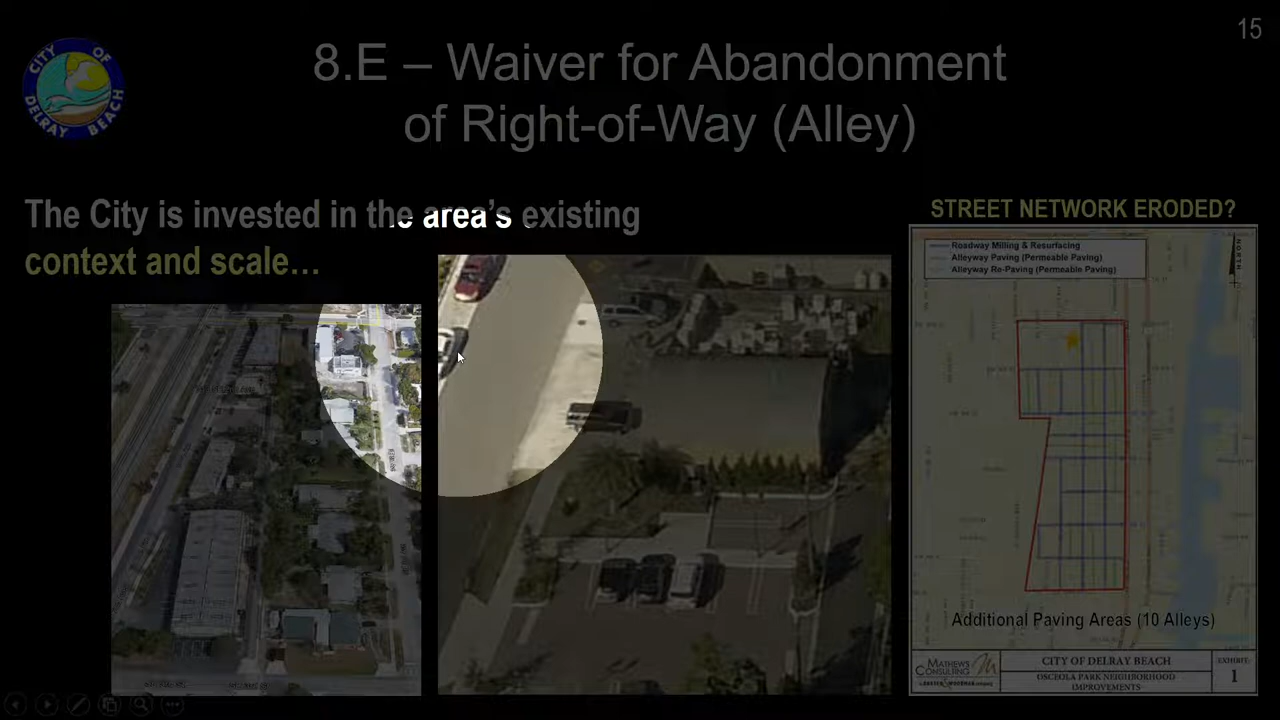 15
CITY OF
DELRAY BEACH
8.E – Waiver for Abandonment
of Right-of-Way (Alley)
The City is invested in the area's existing
context and scale…
STREET NETWORK ERODED?
Roadway Milling & Resurfacing
Alleyway Paving (Permeable Paving)
Alleyway Re-Paving (Permeable Paving)
NORTH
Additional Paving Areas (10 Alleys)
MATHEWS
CONSULTING
CITY OF DELRAY BEACH
OSCEOLA PARK NEIGHBORHOOD
IMPROVEMENTS
EXHIBIT
1